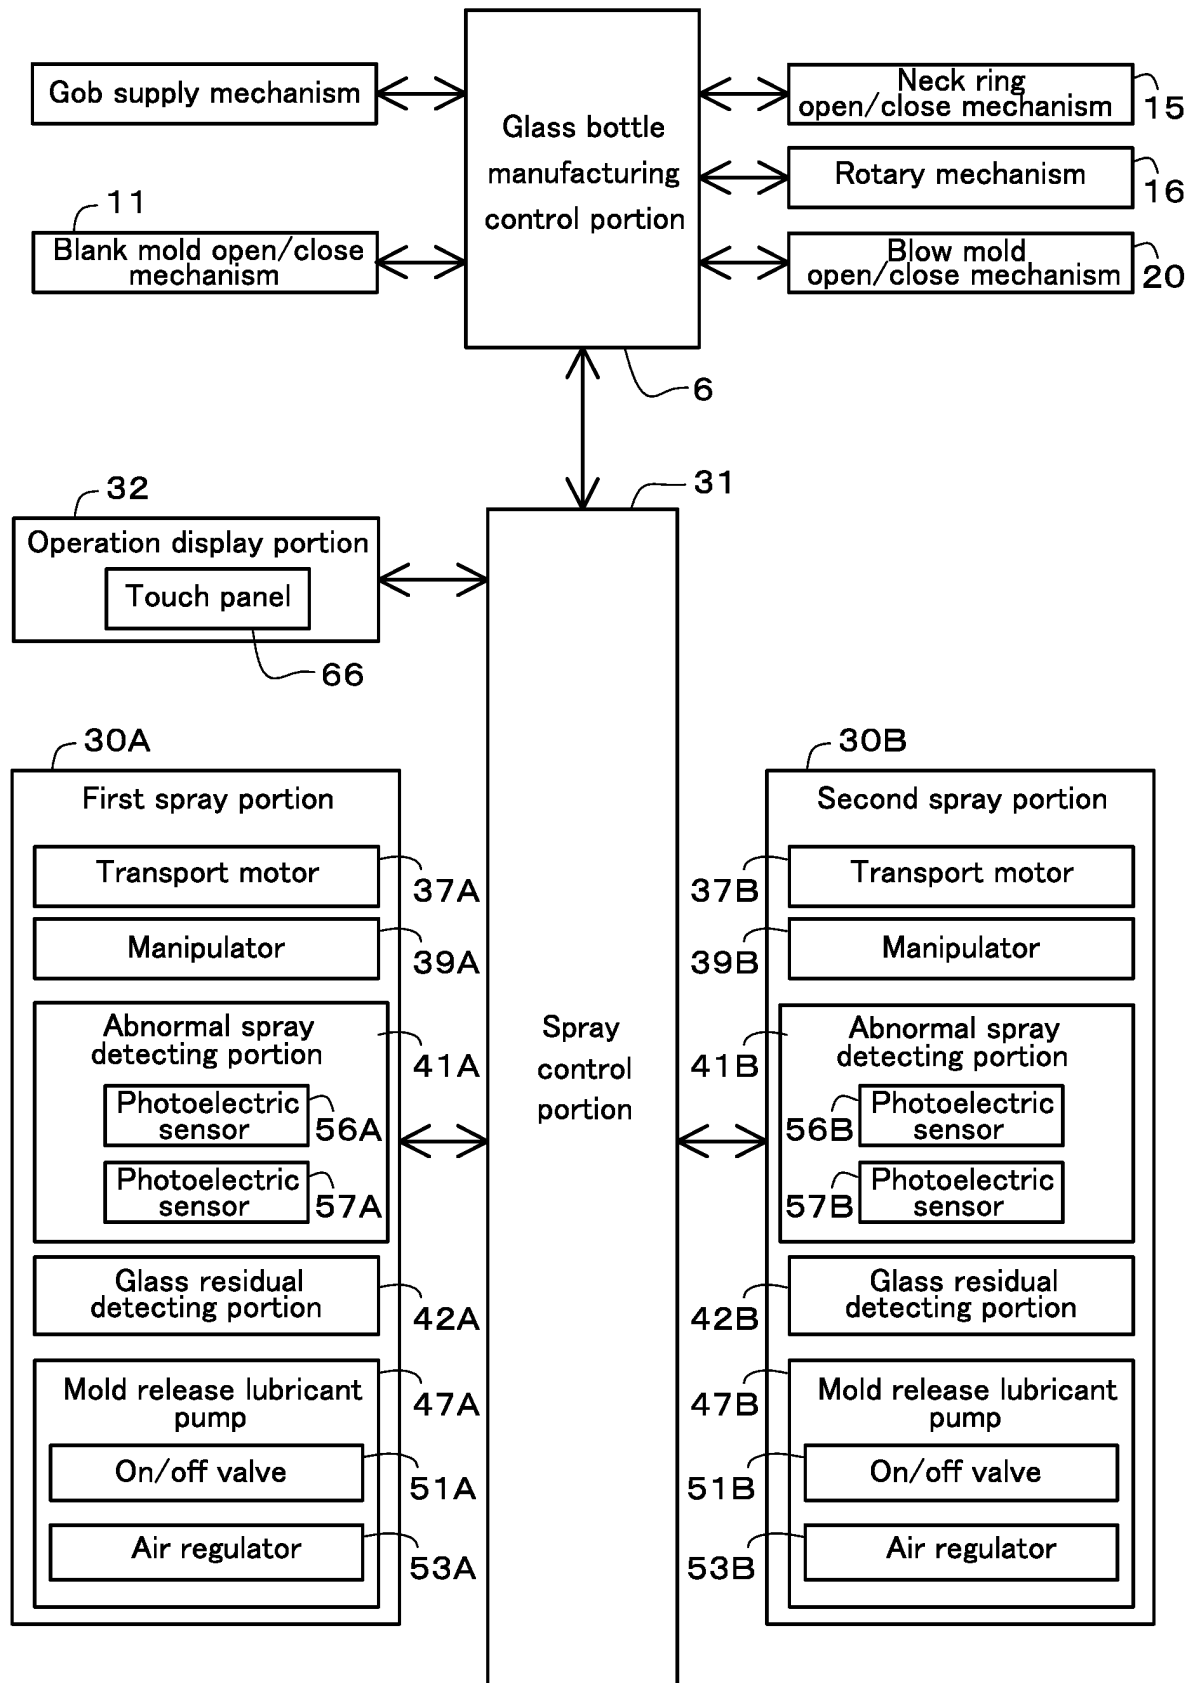 Gob supply mechanism
11
Blank mold open/close
mechanism
Glass bottle
manufacturing
control portion
6
Neck ring
open/close mechanism
15
Rotary mechanism
16
Blow mold
open/close mechanism
20
31
Spray
control
portion
32
Operation display portion
Touch panel
66
30A
First spray portion
Transport motor
37A
Manipulator
39A
Abnormal spray
detecting portion
41A
Photoelectric
sensor
56A
Photoelectric
sensor
57A
Glass residual
detecting portion
42A
Mold release lubricant
pump
47A
On/off valve
51A
Air regulator
53A
30B
Second spray portion
37B
Transport motor
39B
Manipulator
41B
Abnormal spray
detecting portion
56B
Photoelectric
sensor
57B
Photoelectric
sensor
42B
Glass residual
detecting portion
47B
Mold release lubricant
pump
51B
On/off valve
53B
Air regulator